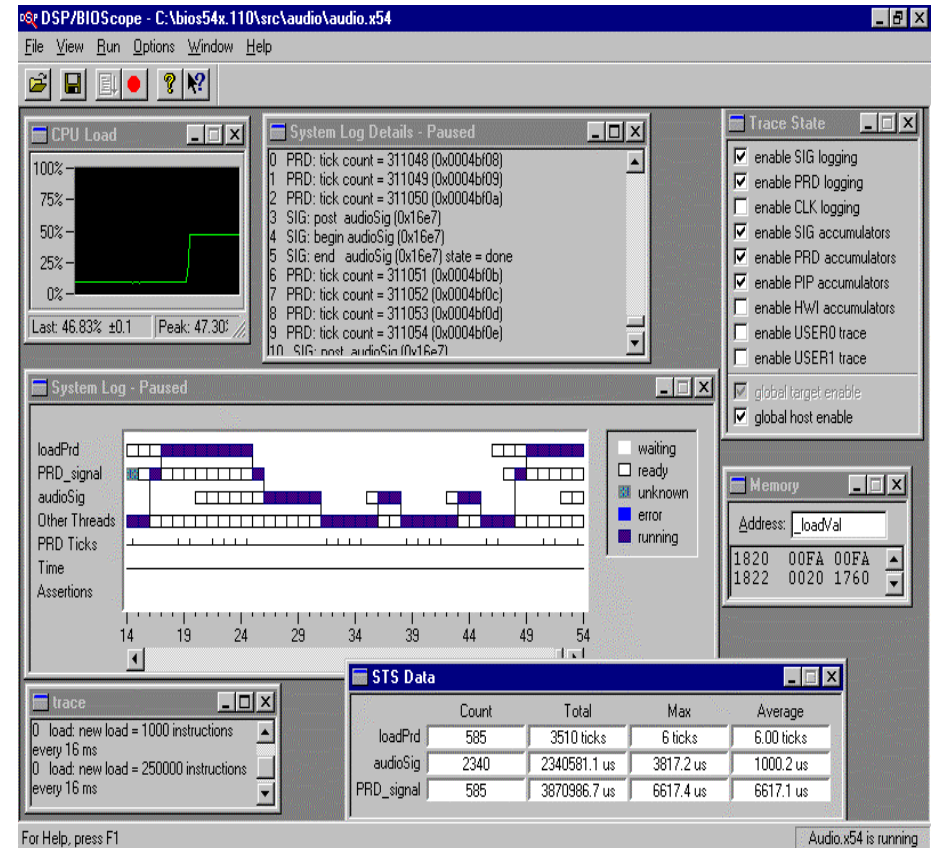 DSP/BIOScope - C:\bios54x.110\src\audio\audio.x54
File View Run Options Window Help
CPU Load
100%
75%
50%
25%
0%
Last: 46.83% ±0.1 Peak: 47.30
System Log Details - Paused
0 PRD: tick count = 311048 (0x0004bf08)
1 PRD: tick count = 311049 (0x0004bf09)
2 PRD: tick count = 311050 (0x0004bf0a)
3 SIG: post audioSig (0x16e7)
4 SIG: begin audioSig (0x16e7)
5 SIG: end audioSig (0x16e7) state = done
6 PRD: tick count = 311051 (0x0004bf0b)
7 PRD: tick count = 311052 (0x0004bf0c)
8 PRD: tick count = 311053 (0x0004bf0d)
9 PRD: tick count = 311054 (0x0004bf0e)
10 SIG: post audioSig (0x16e7)
Trace State
enable SIG logging
enable PRD logging
enable CLK logging
enable SIG accumulators
enable PRD accumulators
enable PIP accumulators
enable HWI accumulators
enable USER0 trace
enable USER1 trace
global target enable
global host enable
System Log - Paused
loadPrd
PRD_signal
audioSig
Other Threads
PRD Ticks
Time
Assertions
14 19 24 29 34 39 44 49 54
waiting
ready
unknown
error
running
Memory
Address: _loadVal
1820 00FA 00FA
1822 0020 1760
trace
0 load: new load = 1000 instructions
every 16 ms
0 load: new load = 250000 instructions
every 16 ms
STS Data
Count Total Max Average
loadPrd 585 3510 ticks 6 ticks 6.00 ticks
audioSig 2340 2340581.1 us 3817.2 us 1000.2 us
PRD_signal 585 3870986.7 us 6617.4 us 6617.1 us
For Help, press F1
Audio.x54 is running